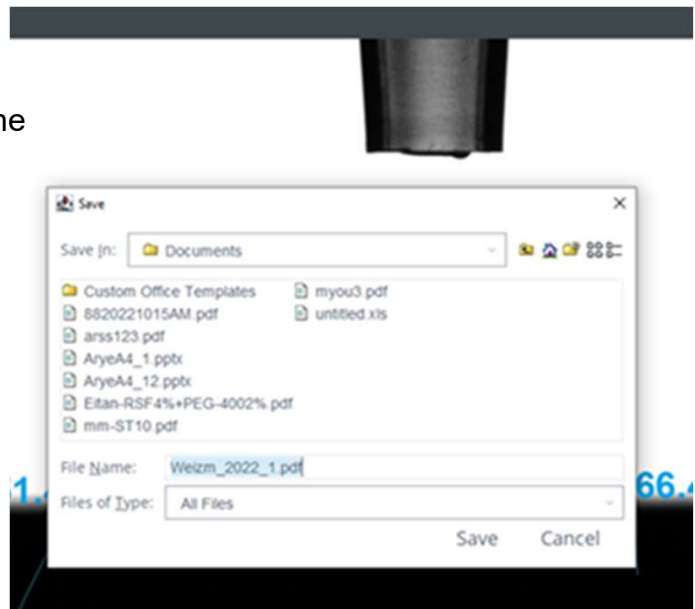 ne
Save
Save In: Documents
Custom Office Templates
8820221015AM.pdf
arss123.pdf
AryeA4_1.pptx
AryeA4_12.pptx
Eitan-RSF4%+PEG-4002%.pdf
mm-ST10.pdf
myou3.pdf
untitled.xls
File Name: Weizm_2022_1.pdf
Files of Type: All Files
Save Cancel
1.
66.